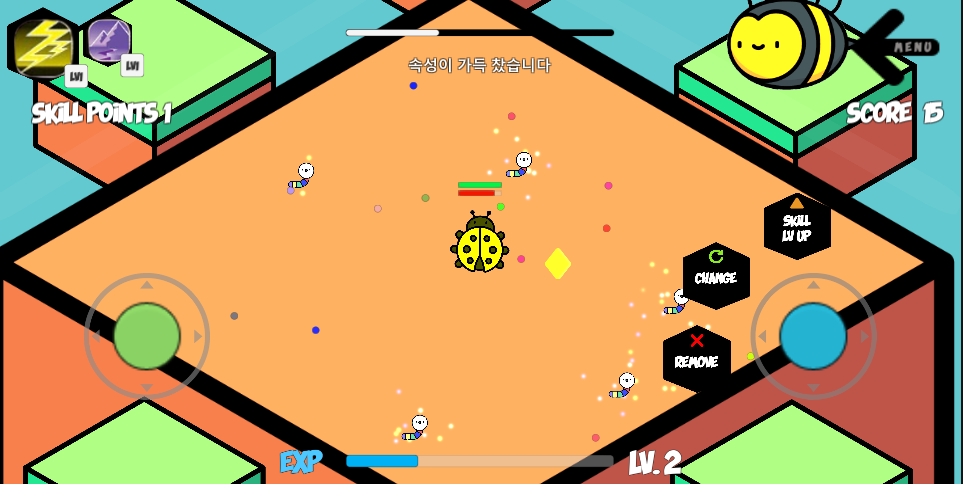 LV1
LV1
SKILL POINTS 1
속성이 가득 찼습니다
MENU
SCORE 15
SKILL
LV UP
CHANGE
REMOVE
EXP
LV.2